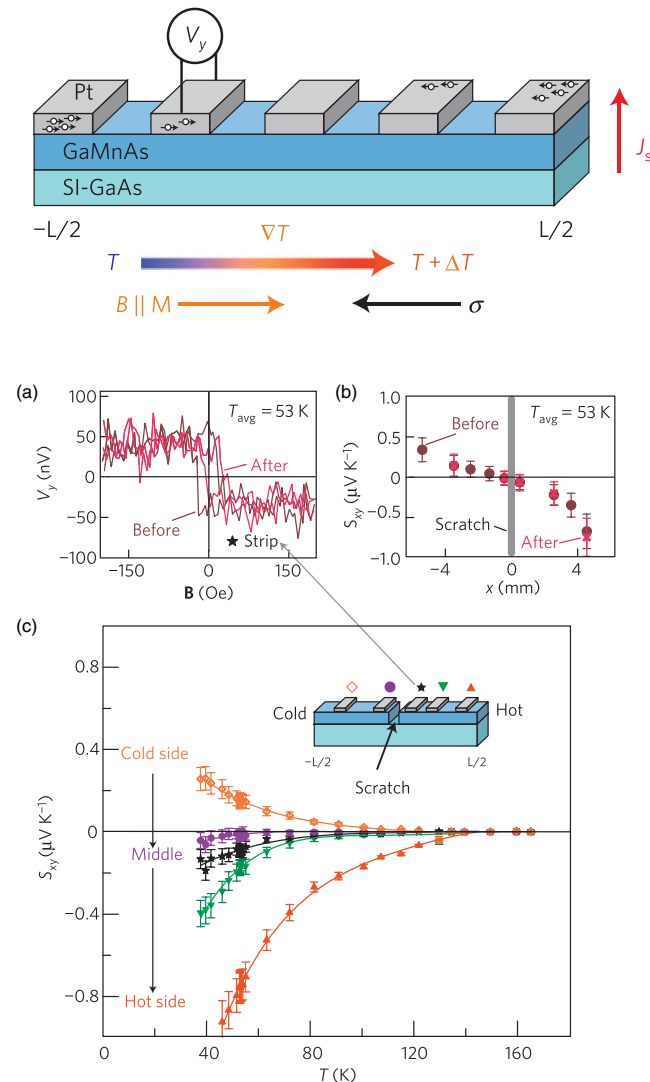 V_y
Pt
GaMnAs
SI-GaAs
J_s
−L/2
L/2
∇T
T
T + ΔT
B || M
σ
(a)
100
50
0
−50
−100
V_y (nV)
T_avg = 53 K
After
Before
★ Strip
−150
0
150
B (Oe)
(b)
1.0
0
−0.5
−1.0
S_xy (μV K⁻¹)
T_avg = 53 K
Before
Scratch
After
−4
0
4
x (mm)
(c)
0.8
0.4
0
−0.4
−0.8
S_xy (μV K⁻¹)
Cold
Hot
−L/2
L/2
Scratch
Cold side
Middle
Hot side
0
40
80
120
160
T (K)